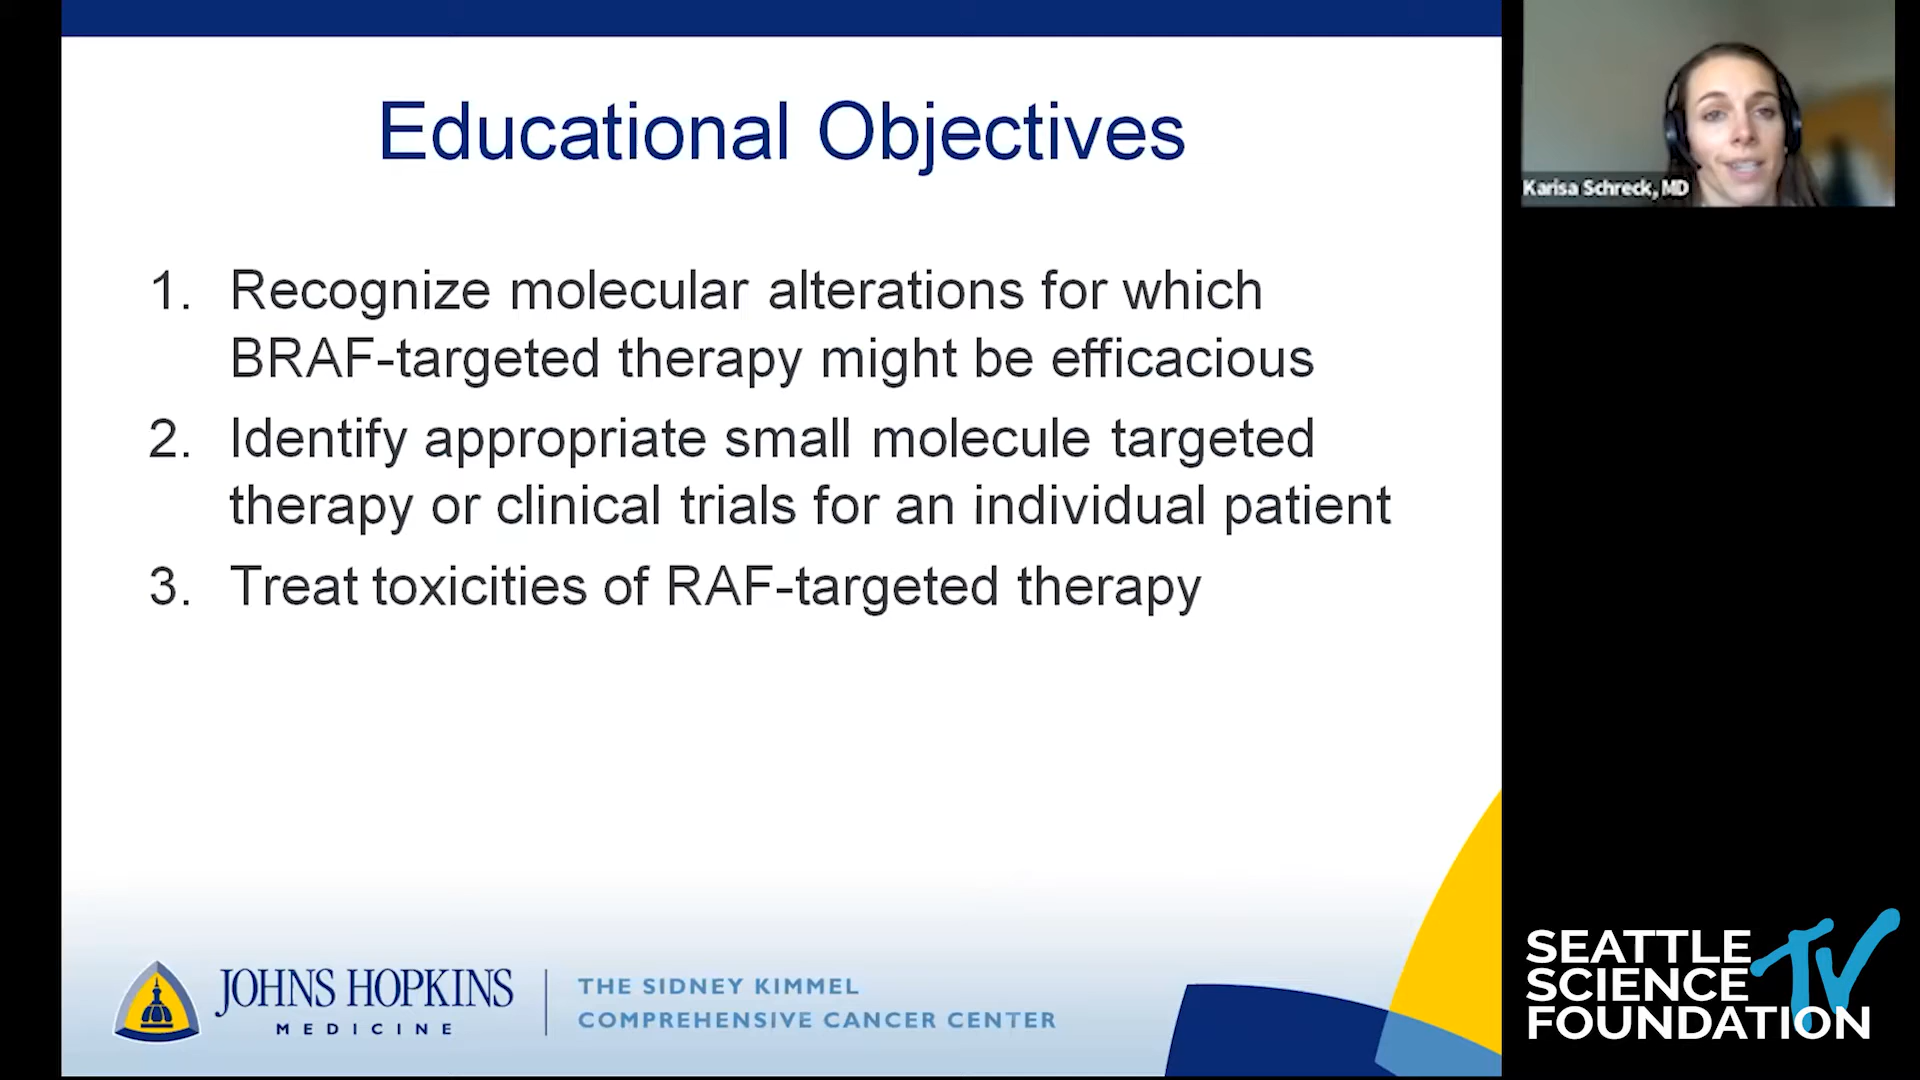 Educational Objectives
1. Recognize molecular alterations for which
BRAF-targeted therapy might be efficacious
2. Identify appropriate small molecule targeted
therapy or clinical trials for an individual patient
3. Treat toxicities of RAF-targeted therapy
JOHNS HOPKINS
MEDICINE
THE SIDNEY KIMMEL
COMPREHENSIVE CANCER CENTER
Karisa Schreck, MD
SEATTLE
SCIENCE
FOUNDATION
TV